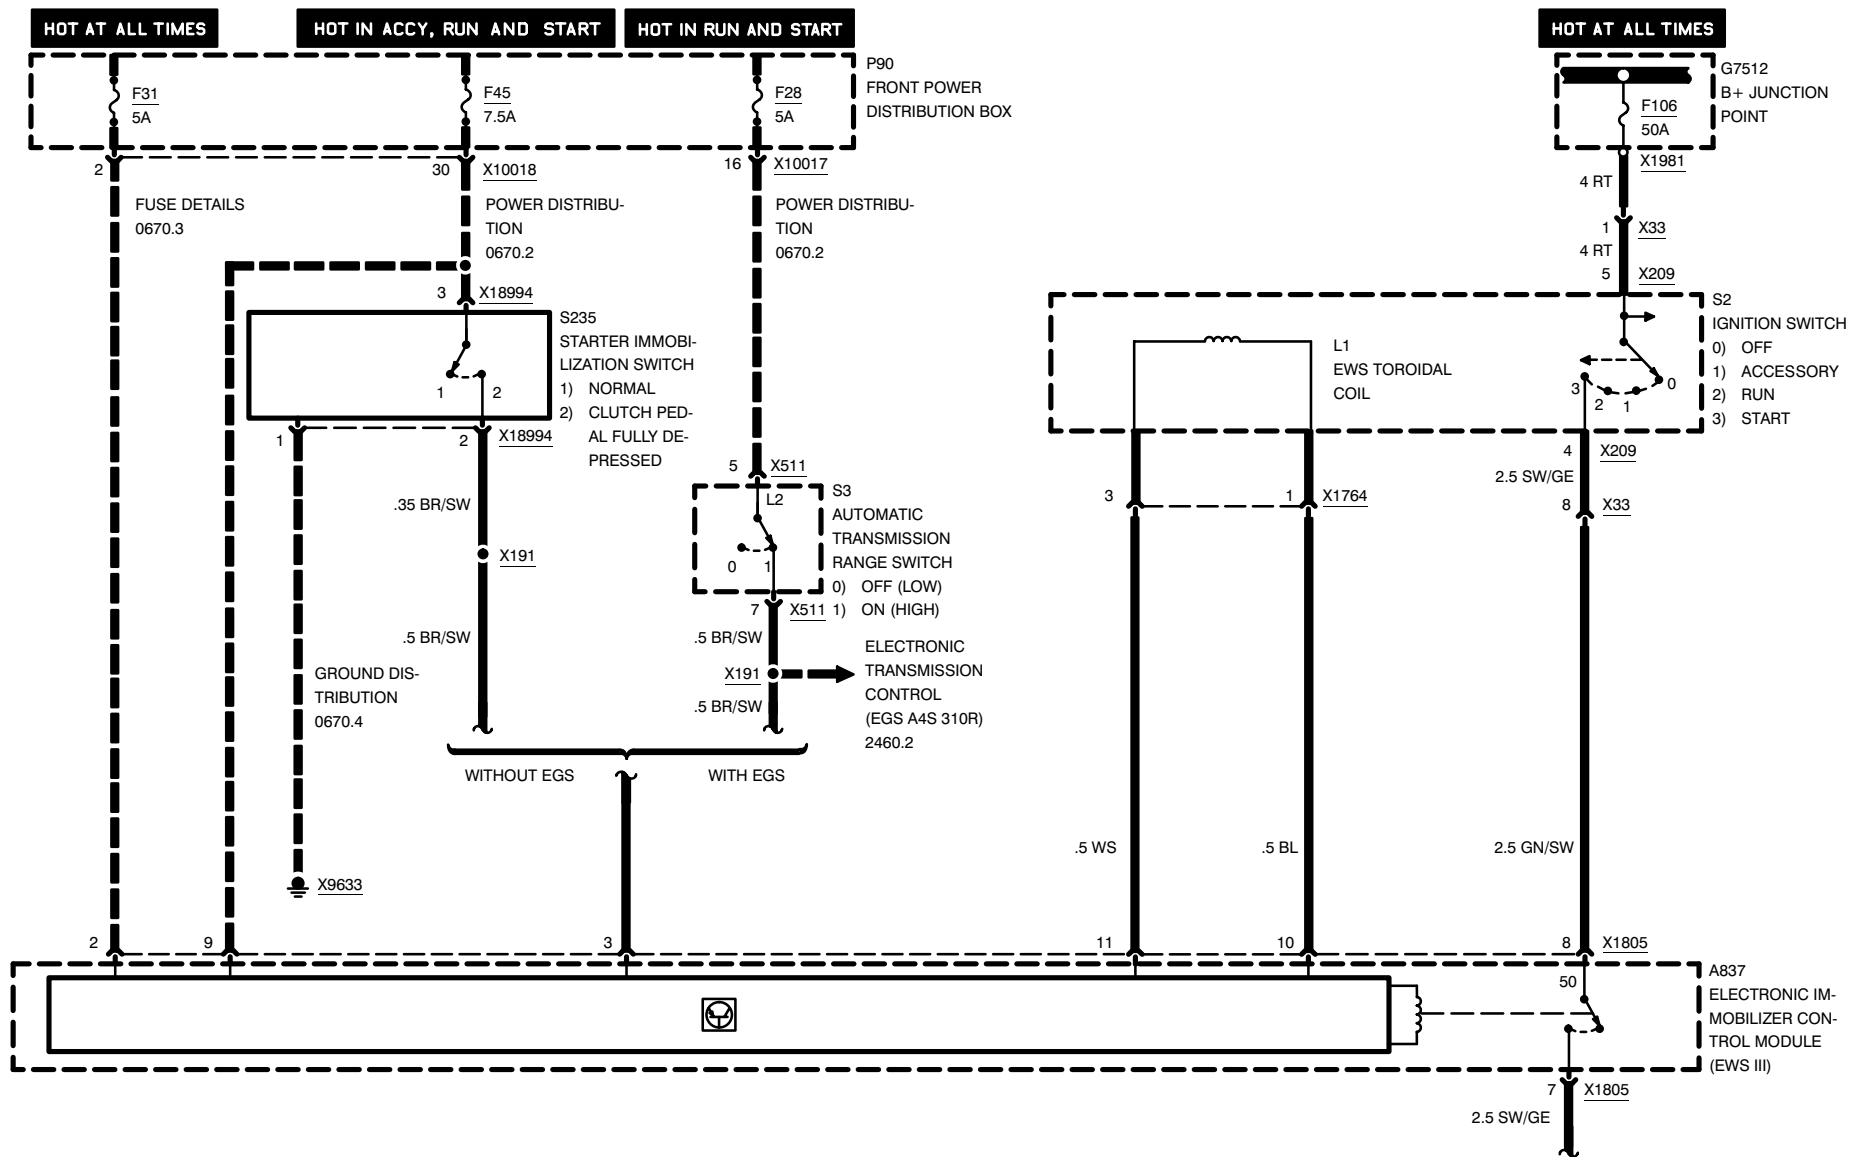 HOT AT ALL TIMES
HOT IN ACCY, RUN AND START
HOT IN RUN AND START
HOT AT ALL TIMES
F31
5A
F45
7.5A
F28
5A
P90
FRONT POWER
DISTRIBUTION BOX
F106
50A
G7512
B+ JUNCTION
POINT
2
30
X10018
16
X10017
X1981
4 RT
1
X33
4 RT
5
X209
FUSE DETAILS
0670.3
POWER DISTRIBU-
TION
0670.2
POWER DISTRIBU-
TION
0670.2
3
X18994
1
2
S235
STARTER IMMOBI-
LIZATION SWITCH
1) NORMAL
2) CLUTCH PED-
AL FULLY DE-
PRESSED
1
2
X18994
L1
EWS TOROIDAL
COIL
3
2
1
0
S2
IGNITION SWITCH
0) OFF
1) ACCESSORY
2) RUN
3) START
4
X209
2.5 SW/GE
8
X33
3
1
X1764
5
X511
L2
0
1
S3
AUTOMATIC
TRANSMISSION
RANGE SWITCH
0) OFF (LOW)
1) ON (HIGH)
7
X511
.35 BR/SW
X191
.5 BR/SW
.5 BR/SW
X191
.5 BR/SW
ELECTRONIC
TRANSMISSION
CONTROL
(EGS A4S 310R)
2460.2
GROUND DIS-
TRIBUTION
0670.4
WITHOUT EGS
WITH EGS
X9633
.5 WS
.5 BL
2.5 GN/SW
2
9
3
11
10
8
X1805
50
A837
ELECTRONIC IM-
MOBILIZER CON-
TROL MODULE
(EWS III)
7
X1805
2.5 SW/GE